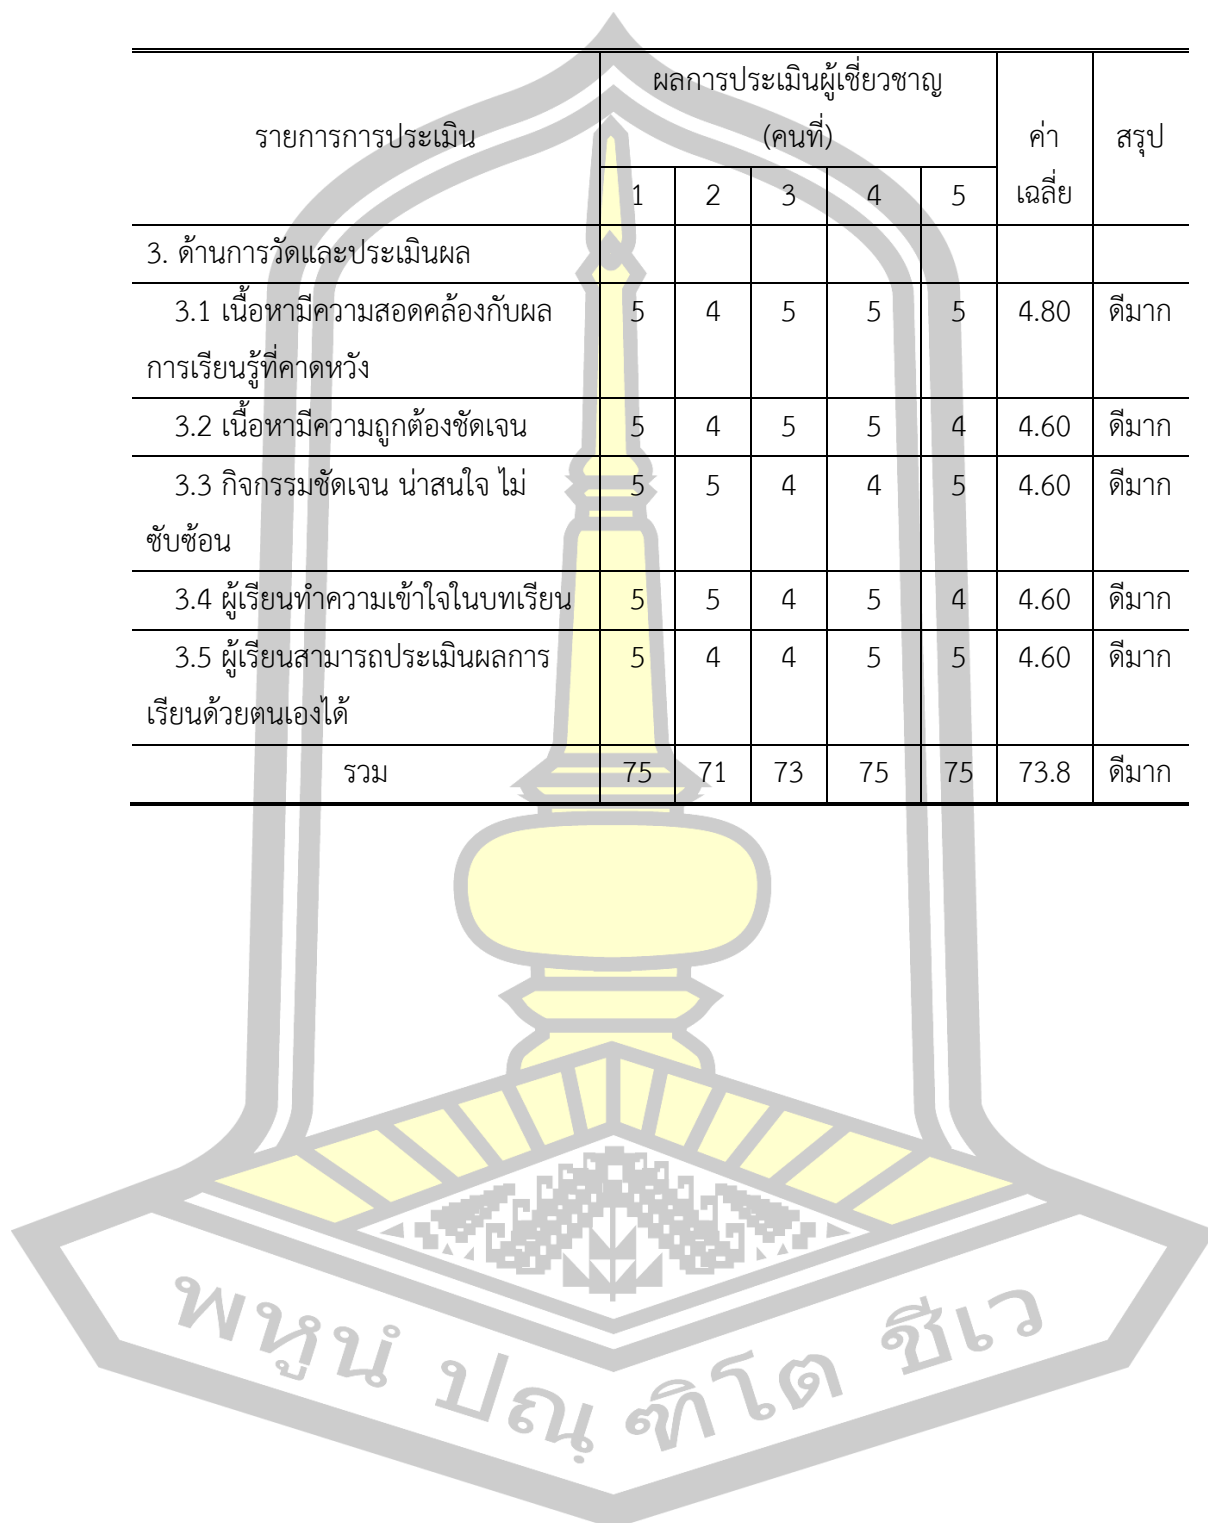 ผลการประเมินผู้เชี่ยวชาญ
รายการการประเมิน (คนที่) ค่า สรุป
1 2 3 4 5 เฉลี่ย
3. ด้านการวัดและประเมินผล
3.1 เนื้อหามีความสอดคล้องกับผล 5 4 5 5 5 4.80 ดีมาก
การเรียนรู้ที่คาดหวัง
3.2 เนื้อหามีความถูกต้องชัดเจน 5 4 5 5 4 4.60 ดีมาก
3.3 กิจกรรมชัดเจน น่าสนใจ ไม่ 5 5 4 4 5 4.60 ดีมาก
ซับซ้อน
3.4 ผู้เรียนทำความเข้าใจในบทเรียน 5 5 4 5 4 4.60 ดีมาก
3.5 ผู้เรียนสามารถประเมินผลการ 5 4 4 5 5 4.60 ดีมาก
เรียนด้วยตนเองได้
รวม 75 71 73 75 75 73.8 ดีมาก
พหูนํ ปณฺ ฑิโต ชีเว